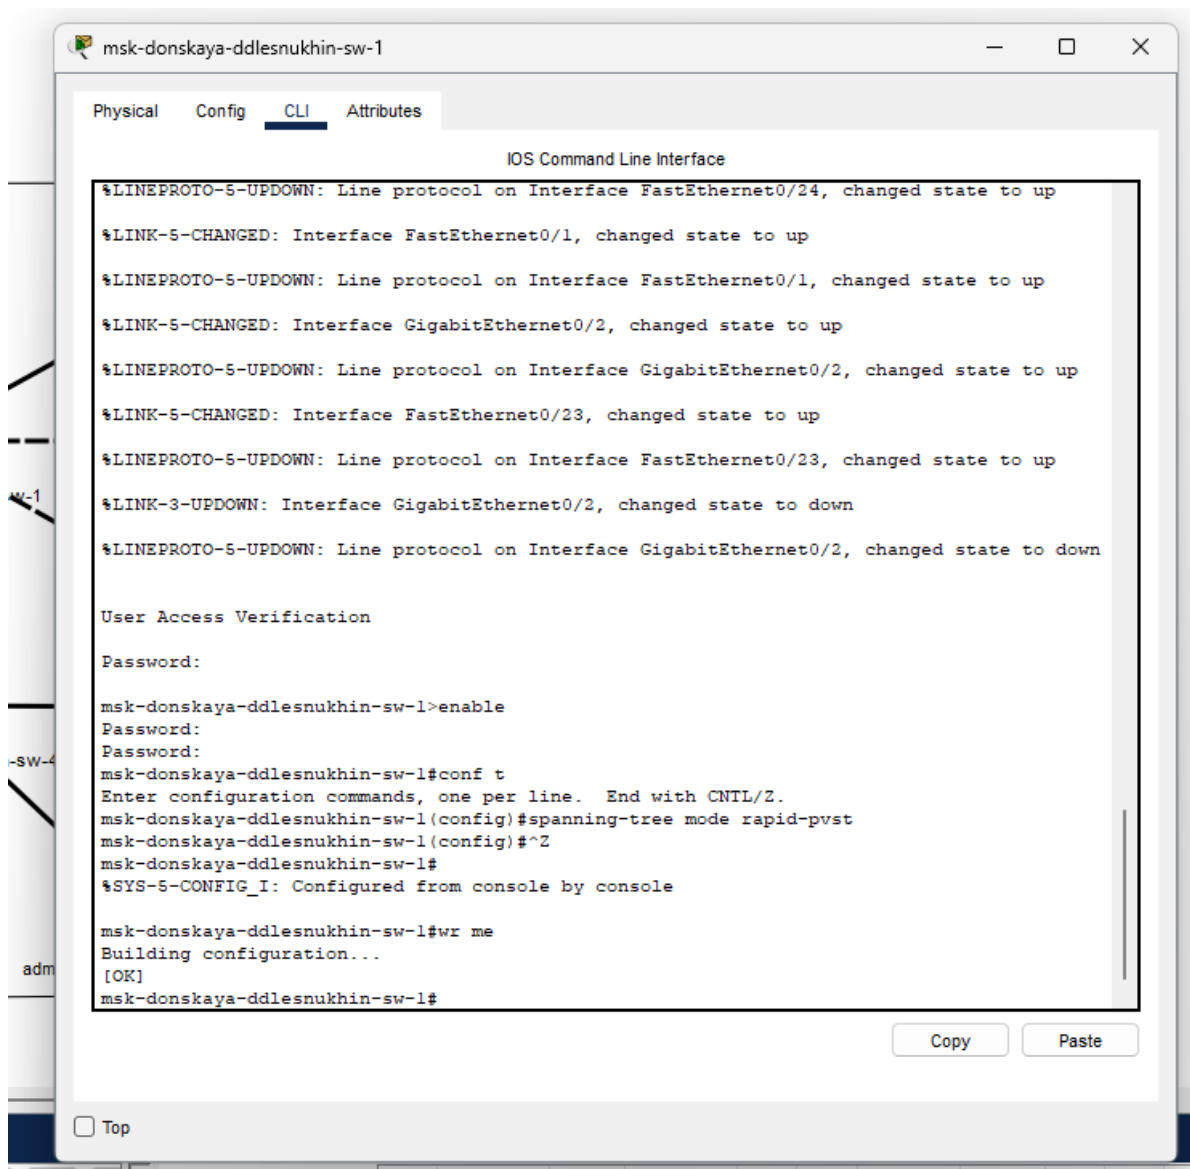 msk-donskaya-ddlesnukhin-sw-1
Physical Config CLI Attributes
IOS Command Line Interface
%LINEPROTO-5-UPDOWN: Line protocol on Interface FastEthernet0/24, changed state to up
%LINK-5-CHANGED: Interface FastEthernet0/1, changed state to up
%LINEPROTO-5-UPDOWN: Line protocol on Interface FastEthernet0/1, changed state to up
%LINK-5-CHANGED: Interface GigabitEthernet0/2, changed state to up
%LINEPROTO-5-UPDOWN: Line protocol on Interface GigabitEthernet0/2, changed state to up
%LINK-5-CHANGED: Interface FastEthernet0/23, changed state to up
%LINEPROTO-5-UPDOWN: Line protocol on Interface FastEthernet0/23, changed state to up
w-1
%LINK-3-UPDOWN: Interface GigabitEthernet0/2, changed state to down
%LINEPROTO-5-UPDOWN: Line protocol on Interface GigabitEthernet0/2, changed state to down
User Access Verification
Password:
msk-donskaya-ddlesnukhin-sw-1>enable
Password:
Password:
-sw-4
msk-donskaya-ddlesnukhin-sw-1#conf t
Enter configuration commands, one per line.  End with CNTL/Z.
msk-donskaya-ddlesnukhin-sw-1(config)#spanning-tree mode rapid-pvst
msk-donskaya-ddlesnukhin-sw-1(config)#^Z
msk-donskaya-ddlesnukhin-sw-1#
%SYS-5-CONFIG_I: Configured from console by console
msk-donskaya-ddlesnukhin-sw-1#wr me
Building configuration...
adm
[OK]
msk-donskaya-ddlesnukhin-sw-1#
Copy Paste
Top